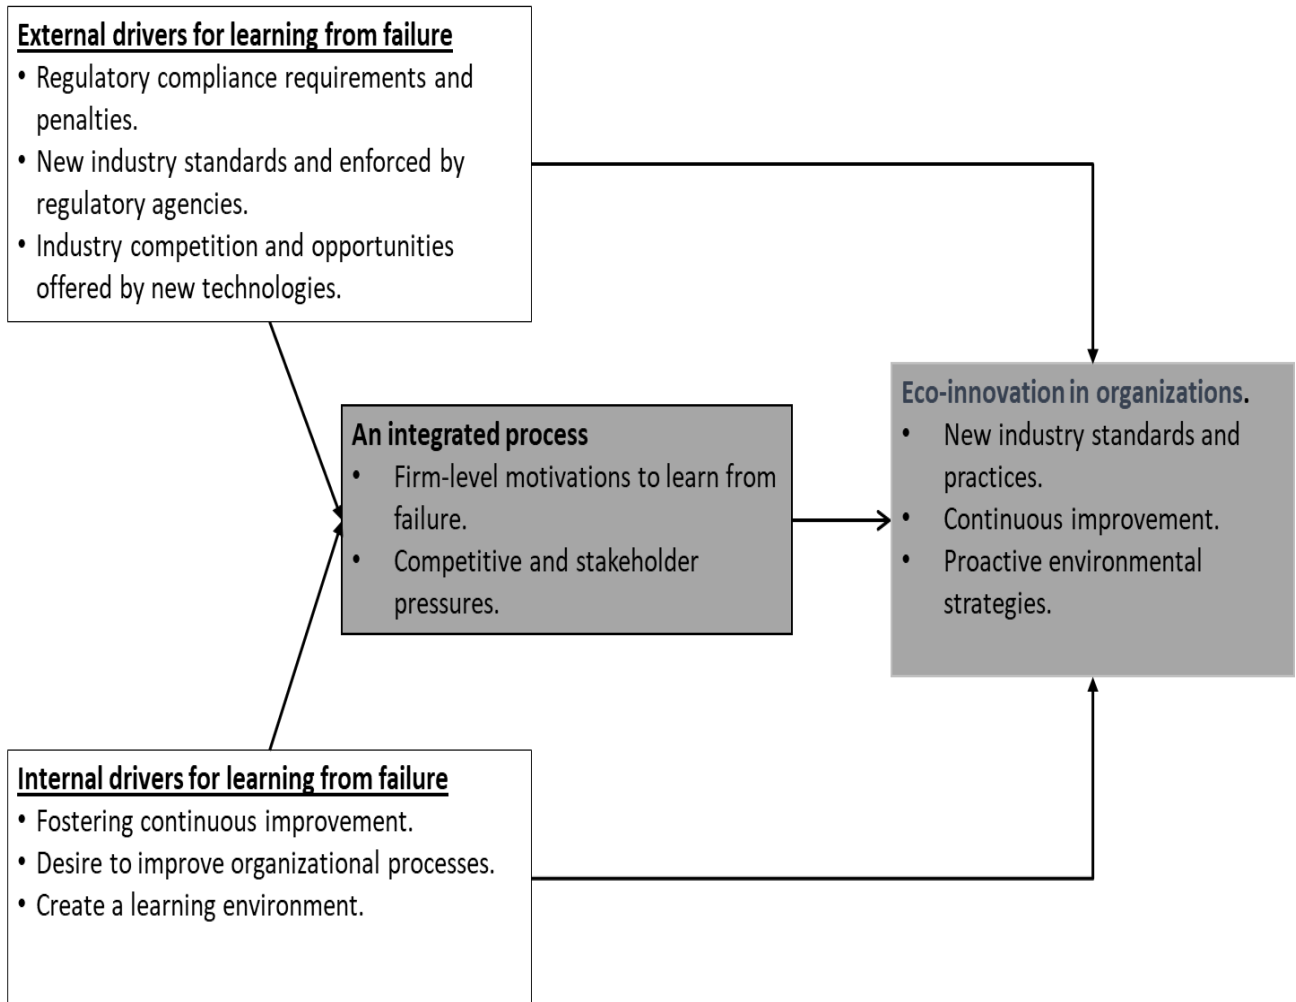 External drivers for learning from failure
• Regulatory compliance requirements and
penalties.
• New industry standards and enforced by
regulatory agencies.
• Industry competition and opportunities
offered by new technologies.
An integrated process
• Firm-level motivations to learn from
failure.
• Competitive and stakeholder
pressures.
Eco-innovation in organizations.
• New industry standards and
practices.
• Continuous improvement.
• Proactive environmental
strategies.
Internal drivers for learning from failure
• Fostering continuous improvement.
• Desire to improve organizational processes.
• Create a learning environment.